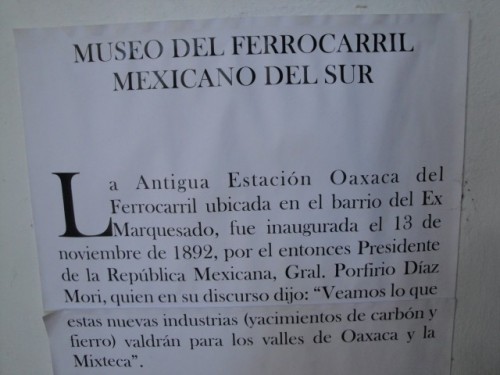 MUSEO DEL FERROCARRIL
MEXICANO DEL SUR
La Antigua Estación Oaxaca del
Ferrocarril ubicada en el barrio del Ex
Marquesado, fue inaugurada el 13 de
noviembre de 1892, por el entonces Presidente
de la República Mexicana, Gral. Porfirio Díaz
Mori, quien en su discurso dijo: “Veamos lo que
estas nuevas industrias (yacimientos de carbón y
fierro) valdrán para los valles de Oaxaca y la
Mixteca”.